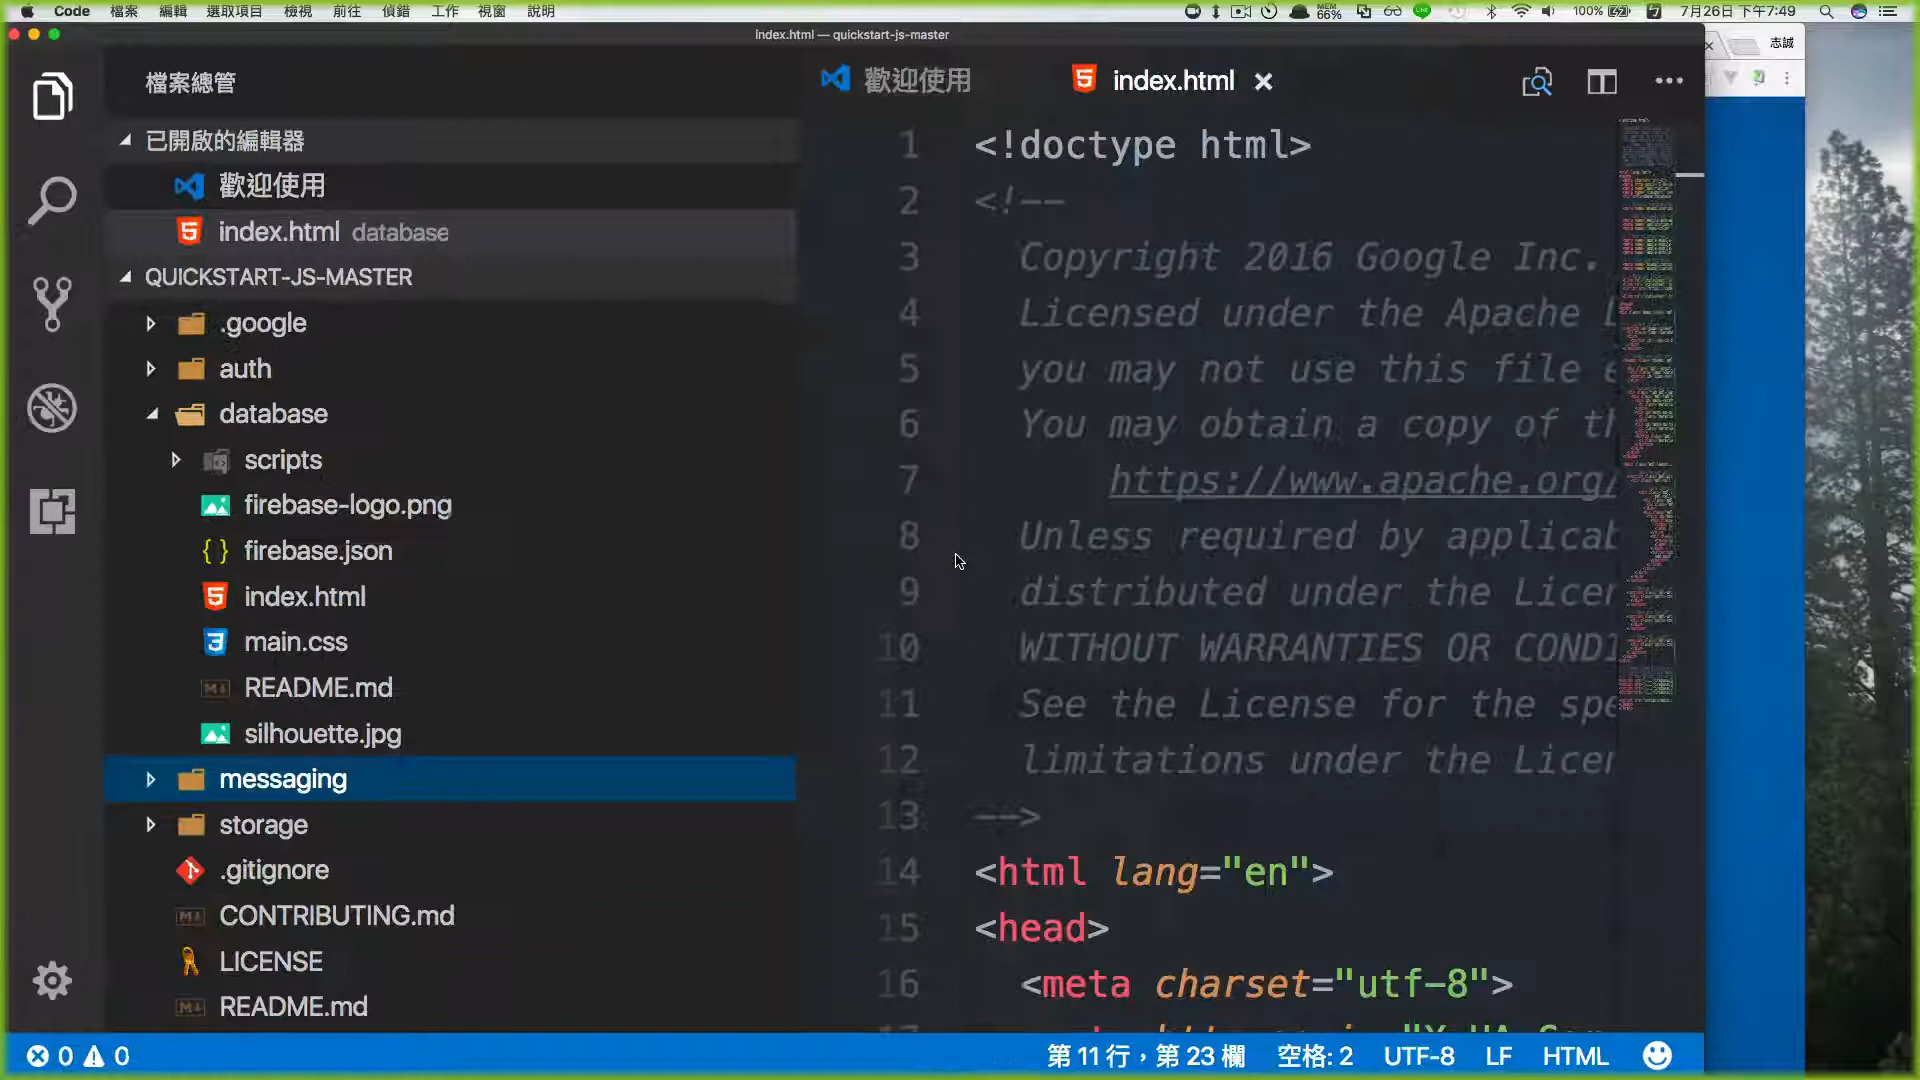 Code 檔案 編輯 選取項目 檢視 前往 偵錯 工作 視窗 說明
MEM 66% LINE 100% ㄅ 7月26日 下午7:49
index.html — quickstart-js-master
志誠
檔案總管
已開啟的編輯器
歡迎使用
index.html database
QUICKSTART-JS-MASTER
.google
auth
database
scripts
firebase-logo.png
firebase.json
index.html
main.css
README.md
silhouette.jpg
messaging
storage
.gitignore
CONTRIBUTING.md
LICENSE
README.md
歡迎使用 index.html
1 <!doctype html>
2 <!--
3 Copyright 2016 Google Inc.
4 Licensed under the Apache
5 you may not use this file
6 You may obtain a copy of
7 https://www.apache.org/
8 Unless required by applicab
9 distributed under the Licen
10 WITHOUT WARRANTIES OR CONDI
11 See the License for the spe
12 limitations under the Licen
13 -->
14 <html lang="en">
15 <head>
16 <meta charset="utf-8">
0 0
第 11 行，第 23 欄 空格: 2 UTF-8 LF HTML